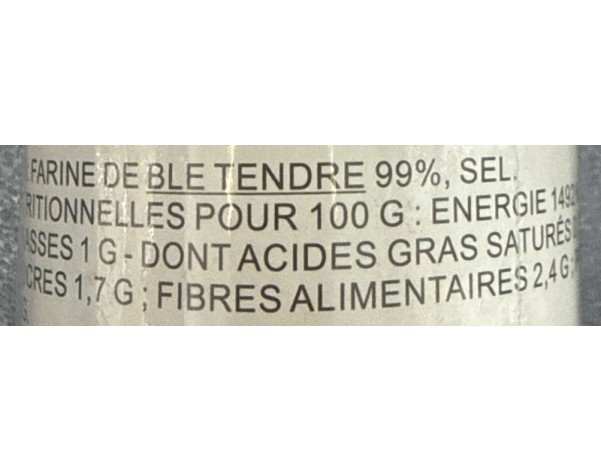 FARINE DE BLE TENDRE 99%, SEL.
RITIONNELLES POUR 100 G : ENERGIE 1492
SSES 1 G - DONT ACIDES GRAS SATURÉS
CRES 1,7 G ; FIBRES ALIMENTAIRES 2,4 G ;